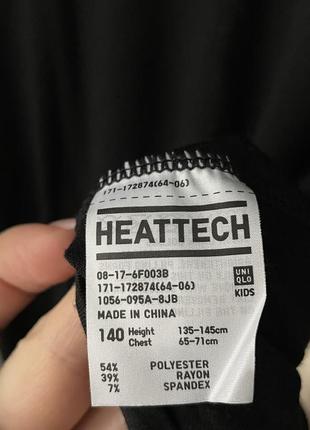 171-172874(64-06)
HEATTECH
08-17-6F003B
171-172874(64-06)
1056-095A-8JB
MADE IN CHINA
UNI
QLO
KIDS
140 Height 135-145cm
Chest 65-71cm
54% POLYESTER
39% RAYON
7% SPANDEX